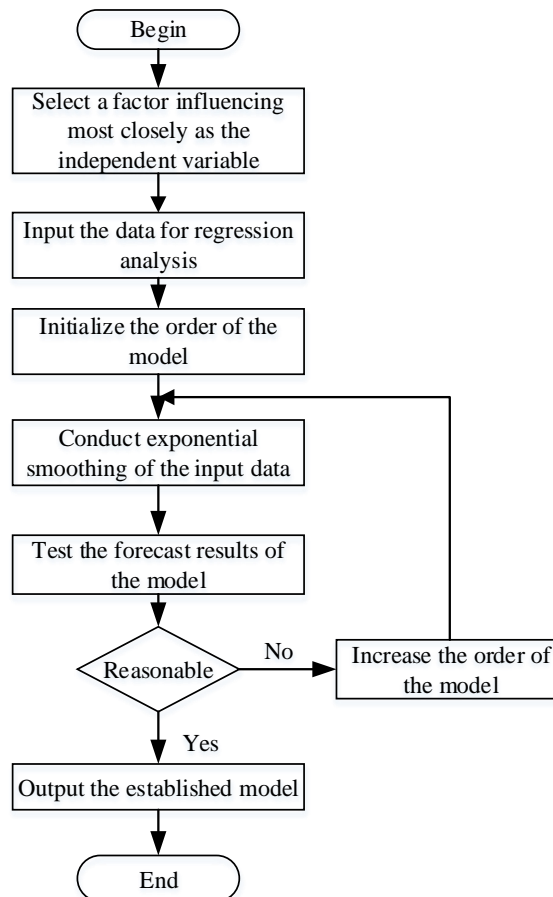 Begin
Select a factor influencing
most closely as the
independent variable
Input the data for regression
analysis
Initialize the order of the
model
Conduct exponential
smoothing of the input data
Test the forecast results of
the model
Reasonable
No
Increase the order of
the model
Yes
Output the established model
End